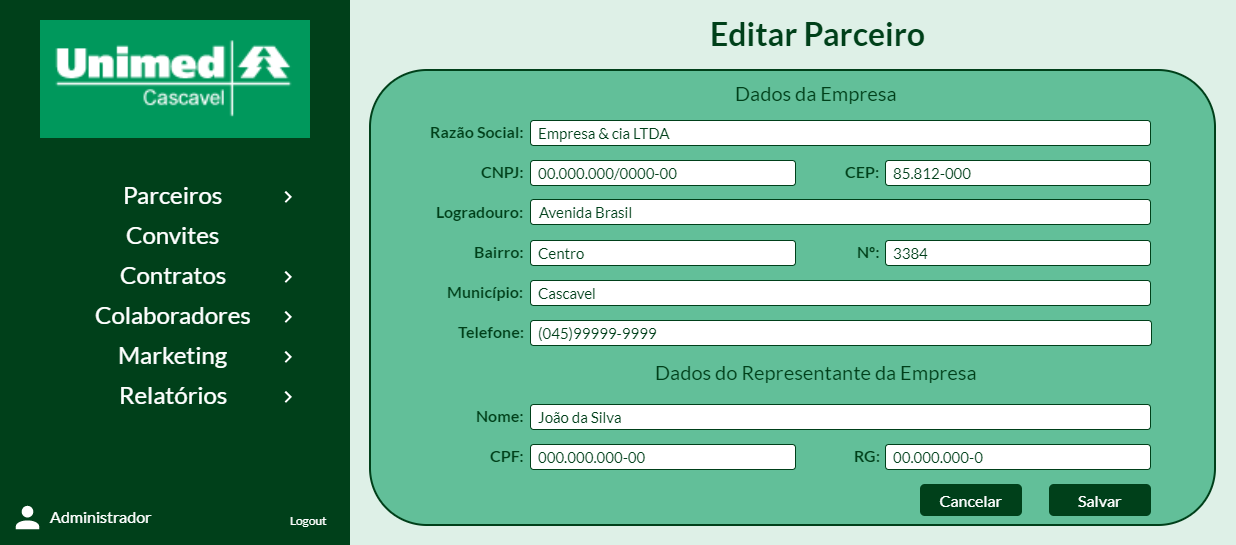 Unimed
Cascavel
Parceiros
Convites
Contratos
Colaboradores
Marketing
Relatórios
Administrador
Logout
Editar Parceiro
Dados da Empresa
Razão Social: Empresa & cia LTDA
CNPJ: 00.000.000/0000-00 CEP: 85.812-000
Logradouro: Avenida Brasil
Bairro: Centro Nº: 3384
Município: Cascavel
Telefone: (045)99999-9999
Dados do Representante da Empresa
Nome: João da Silva
CPF: 000.000.000-00 RG: 00.000.000-0
Cancelar Salvar